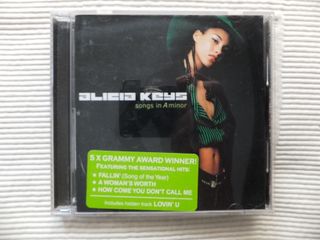 ALICIA KEYS
songs in A minor
5 X GRAMMY AWARD WINNER!
FEATURING THE SENSATIONAL HITS:
★ FALLIN' (Song of the Year)
★ A WOMAN'S WORTH
★ HOW COME YOU DON'T CALL ME
Includes hidden track LOVIN' U